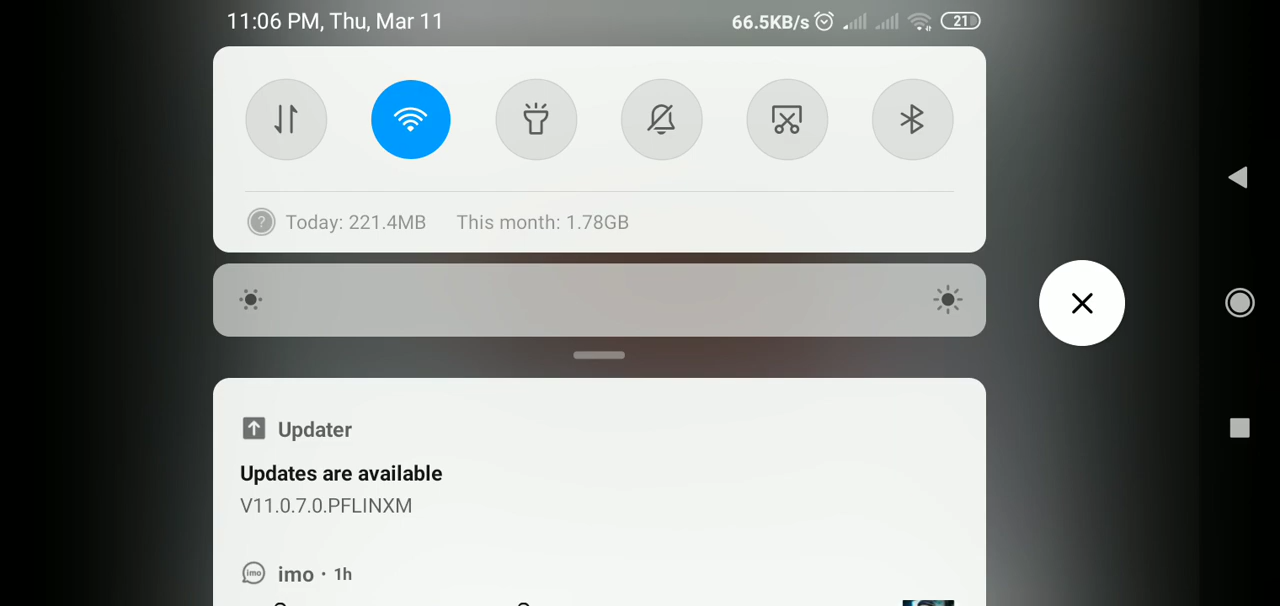 11:06 PM, Thu, Mar 11 66.5KB/s 21
? Today: 221.4MB This month: 1.78GB
Updater
Updates are available
V11.0.7.0.PFLINXM
imo imo · 1h